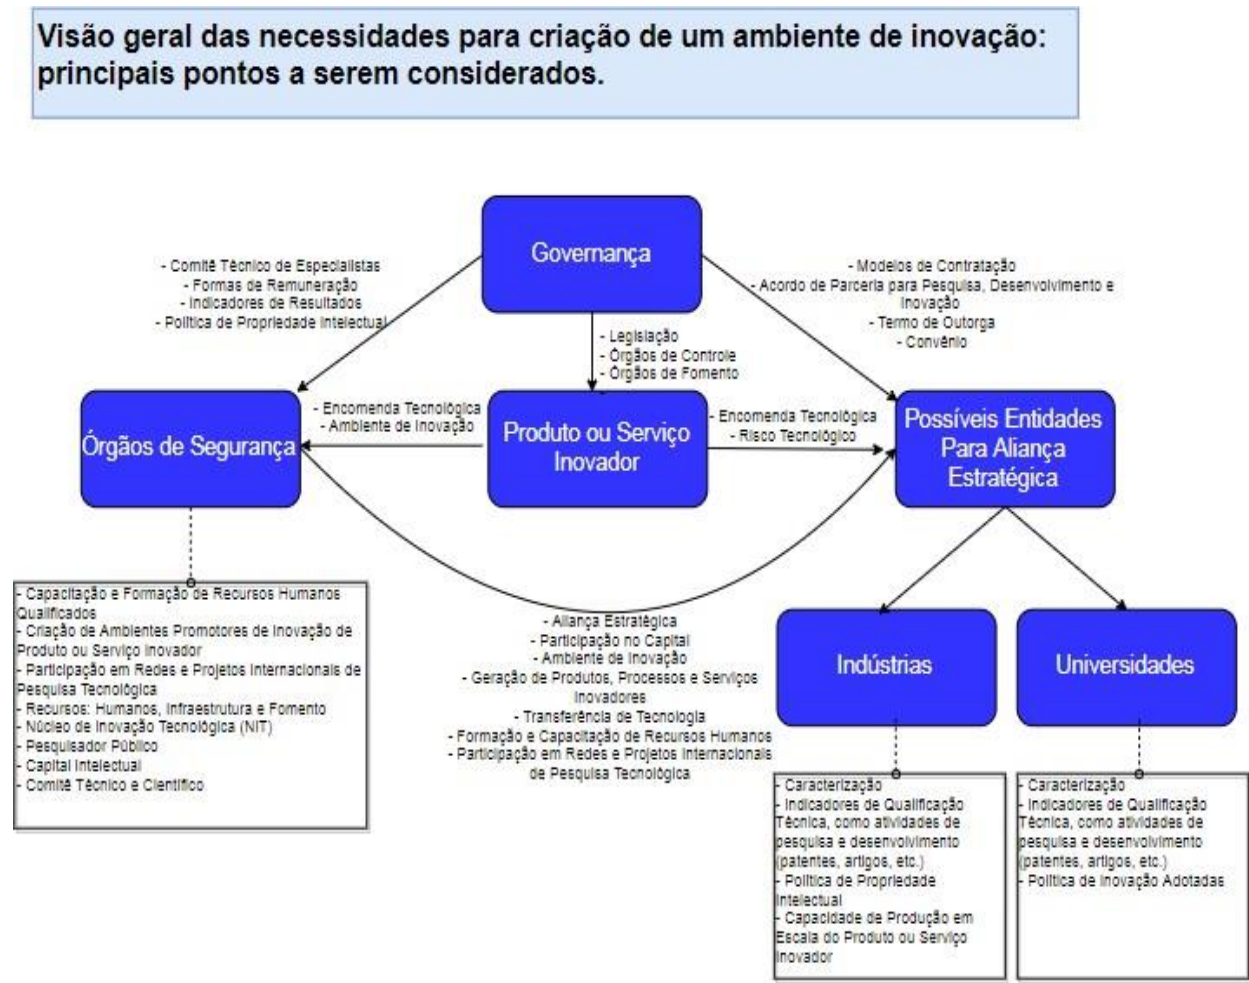 Visão geral das necessidades para criação de um ambiente de inovação:
principais pontos a serem considerados.
Governança
- Comitê Técnico de Especialistas
- Formas de Remuneração
- Indicadores de Resultados
- Política de Propriedade Intelectual
- Modelos de Contratação
- Acordo de Parceria para Pesquisa, Desenvolvimento e
Inovação
- Termo de Outorga
- Convênio
- Legislação
- Órgãos de Controle
- Órgãos de Fomento
Órgãos de Segurança
- Encomenda Tecnológica
- Ambiente de Inovação
Produto ou Serviço
Inovador
- Encomenda Tecnológica
- Risco Tecnológico
Possíveis Entidades
Para Aliança
Estratégica
- Capacitação e Formação de Recursos Humanos
Qualificados
- Criação de Ambientes Promotores de Inovação de
Produto ou Serviço Inovador
- Participação em Redes e Projetos Internacionais de
Pesquisa Tecnológica
- Recursos: Humanos, Infraestrutura e Fomento
- Núcleo de Inovação Tecnológica (NIT)
- Pesquisador Público
- Capital Intelectual
- Comitê Técnico e Científico
- Aliança Estratégica
- Participação no Capital
- Ambiente de Inovação
- Geração de Produtos, Processos e Serviços
Inovadores
- Transferência de Tecnologia
- Formação e Capacitação de Recursos Humanos
- Participação em Redes e Projetos Internacionais
de Pesquisa Tecnológica
Indústrias
Universidades
- Caracterização
- Indicadores de Qualificação
Técnica, como atividades de
pesquisa e desenvolvimento
(patentes, artigos, etc.)
- Política de Propriedade
Intelectual
- Capacidade de Produção em
Escala do Produto ou Serviço
Inovador
- Caracterização
- Indicadores de Qualificação
Técnica, como atividades de
pesquisa e desenvolvimento
(patentes, artigos, etc.)
- Política de Inovação Adotadas